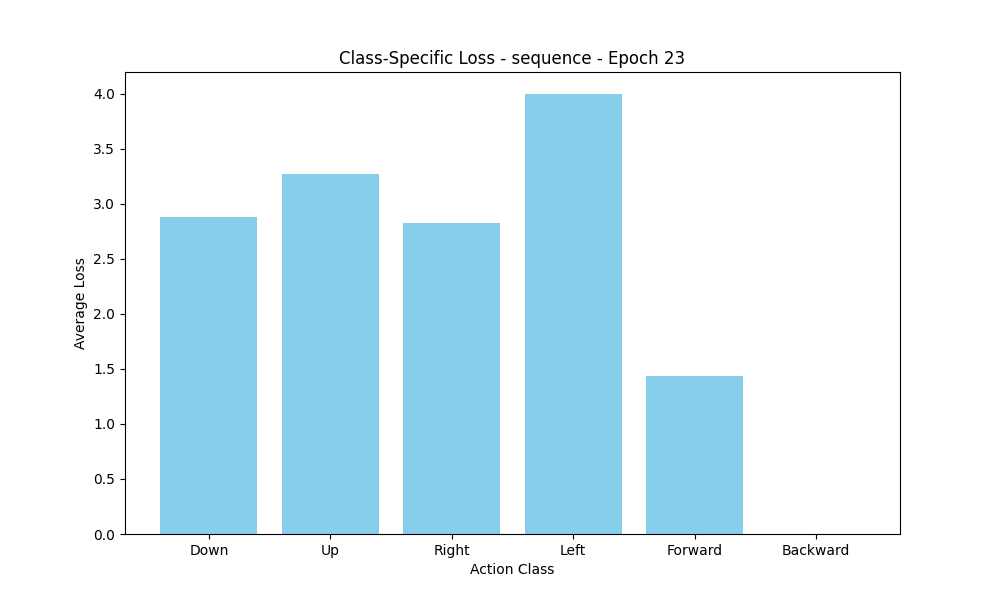 Class-Specific Loss - sequence - Epoch 23
4.0
3.5
3.0
2.5
2.0
1.5
1.0
0.5
0.0
Average Loss
Down Up Right Left Forward Backward
Action Class